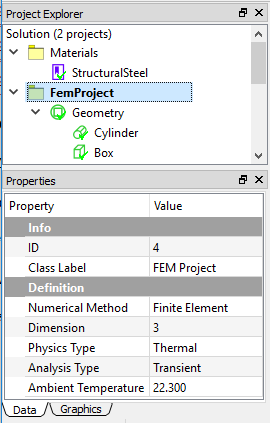 Project Explorer
Solution (2 projects)
Materials
StructuralSteel
FemProject
Geometry
Cylinder
Box
Properties
Property Value
Info
ID 4
Class Label FEM Project
Definition
Numerical Method Finite Element
Dimension 3
Physics Type Thermal
Analysis Type Transient
Ambient Temperature 22.300
Data Graphics